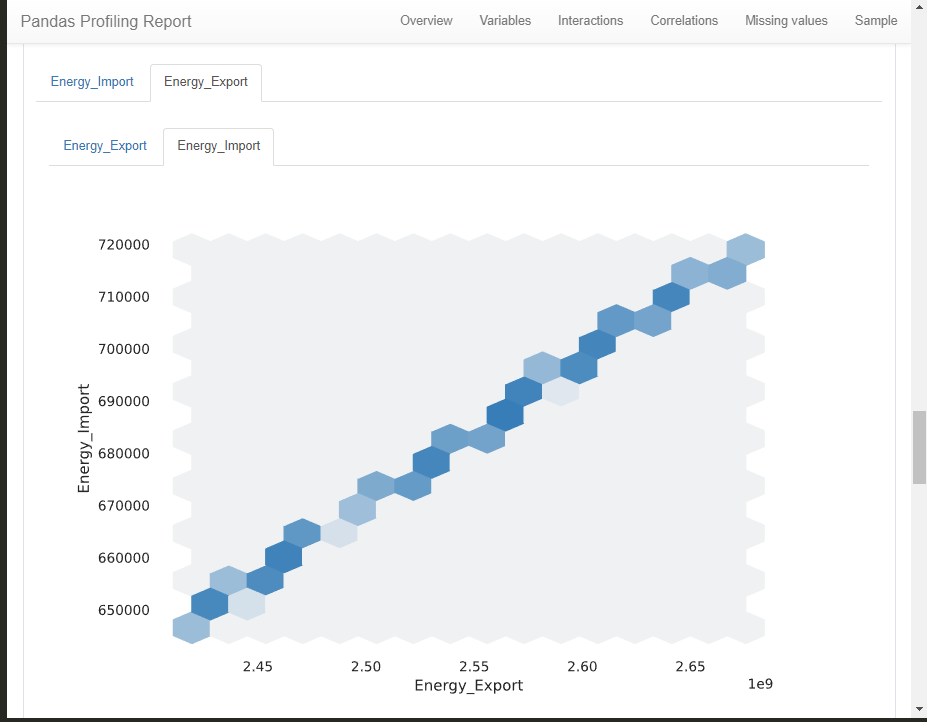 Pandas Profiling Report Overview Variables Interactions Correlations Missing values Sample
Energy_Import Energy_Export
Energy_Export Energy_Import
720000
710000
700000
690000
680000
670000
660000
650000
Energy_Import
2.45 2.50 2.55 2.60 2.65
Energy_Export
1e9